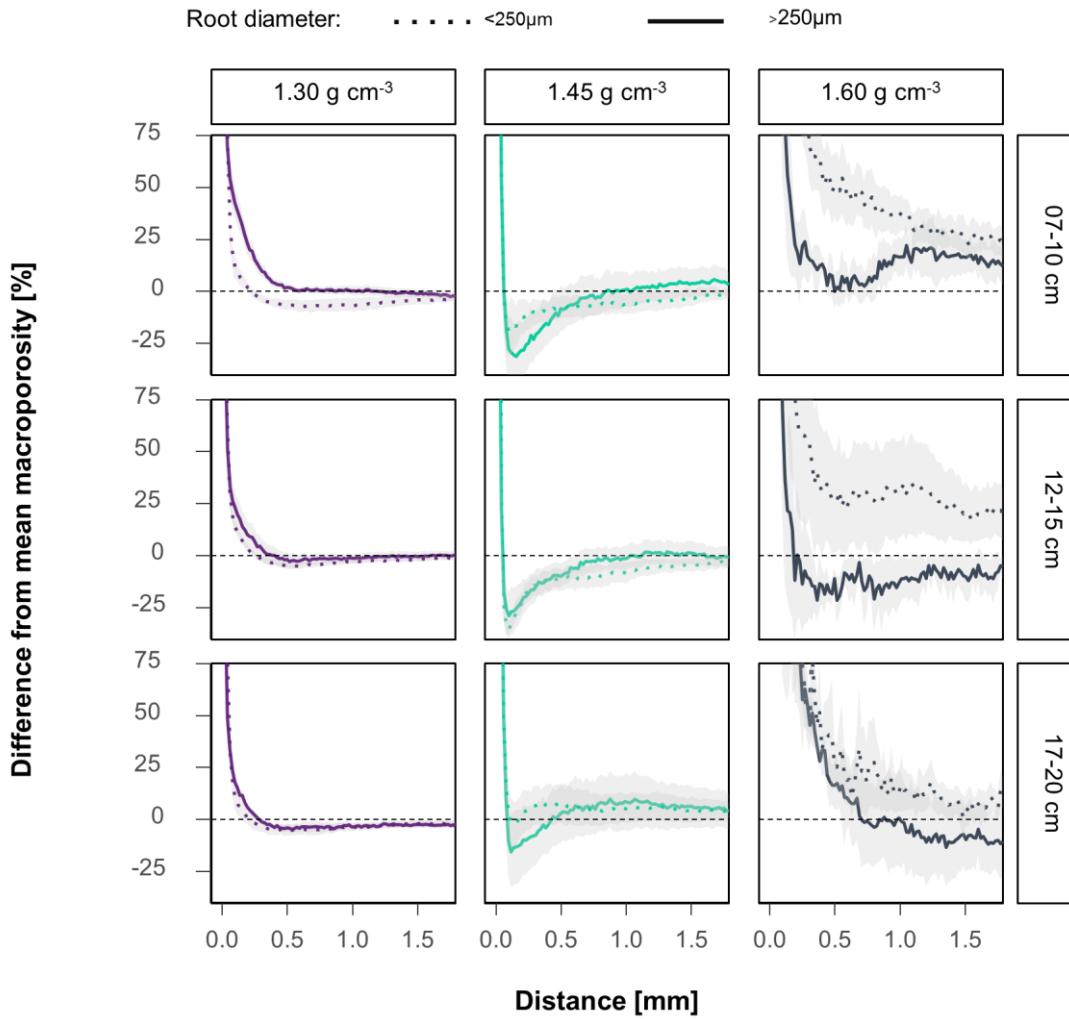 Root diameter: <250µm >250µm
1.30 g cm-3 1.45 g cm-3 1.60 g cm-3
Difference from mean macroporosity [%]
75
50
25
0
-25
07-10 cm
75
50
25
0
-25
12-15 cm
75
50
25
0
-25
17-20 cm
0.0 0.5 1.0 1.5 0.0 0.5 1.0 1.5 0.0 0.5 1.0 1.5
Distance [mm]